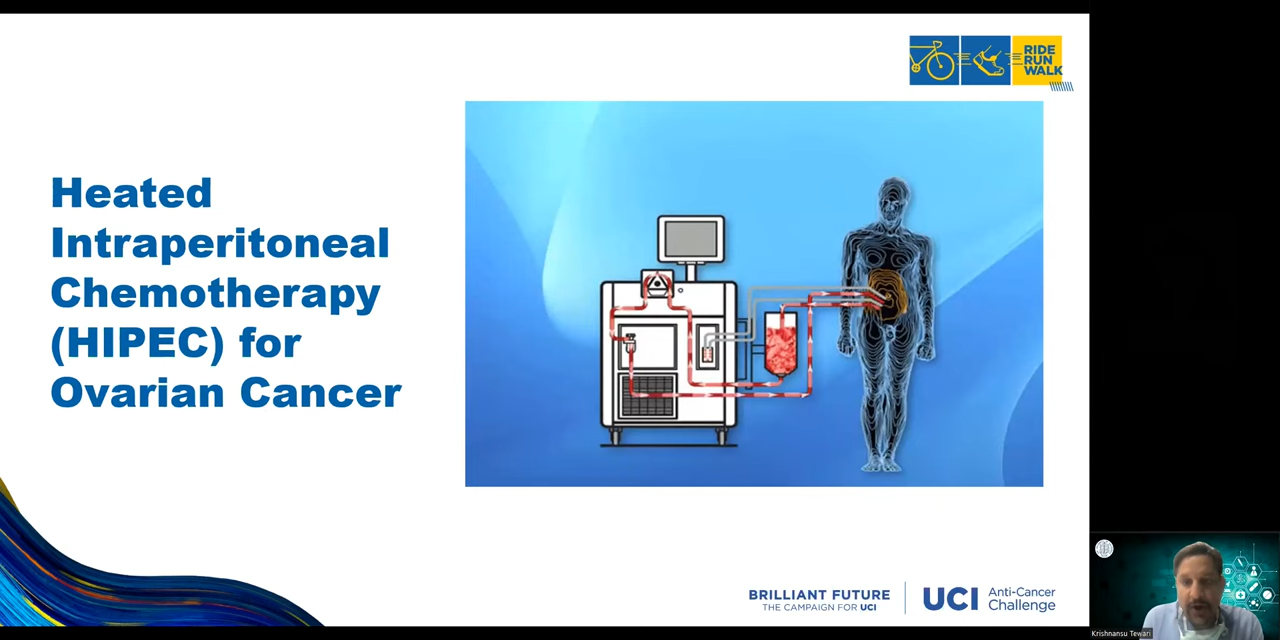 RIDE
RUN
WALK
Heated
Intraperitoneal
Chemotherapy
(HIPEC) for
Ovarian Cancer
BRILLIANT FUTURE
THE CAMPAIGN FOR UCI
UCI Anti-Cancer
Challenge
Krishnansu Tewari